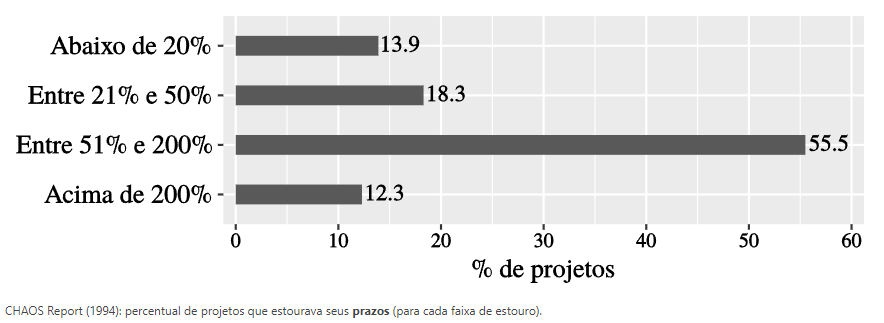 Abaixo de 20% 13.9
Entre 21% e 50% 18.3
Entre 51% e 200% 55.5
Acima de 200% 12.3
0 10 20 30 40 50 60
% de projetos
CHAOS Report (1994): percentual de projetos que estourava seus prazos (para cada faixa de estouro).